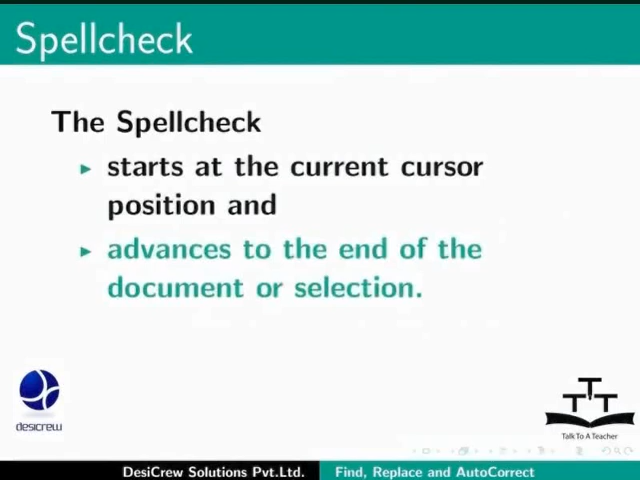 Spellcheck
The Spellcheck
starts at the current cursor
position and
advances to the end of the
document or selection.
desicrew
TTT
Talk To A Teacher
DesiCrew Solutions Pvt.Ltd.
Find, Replace and AutoCorrect